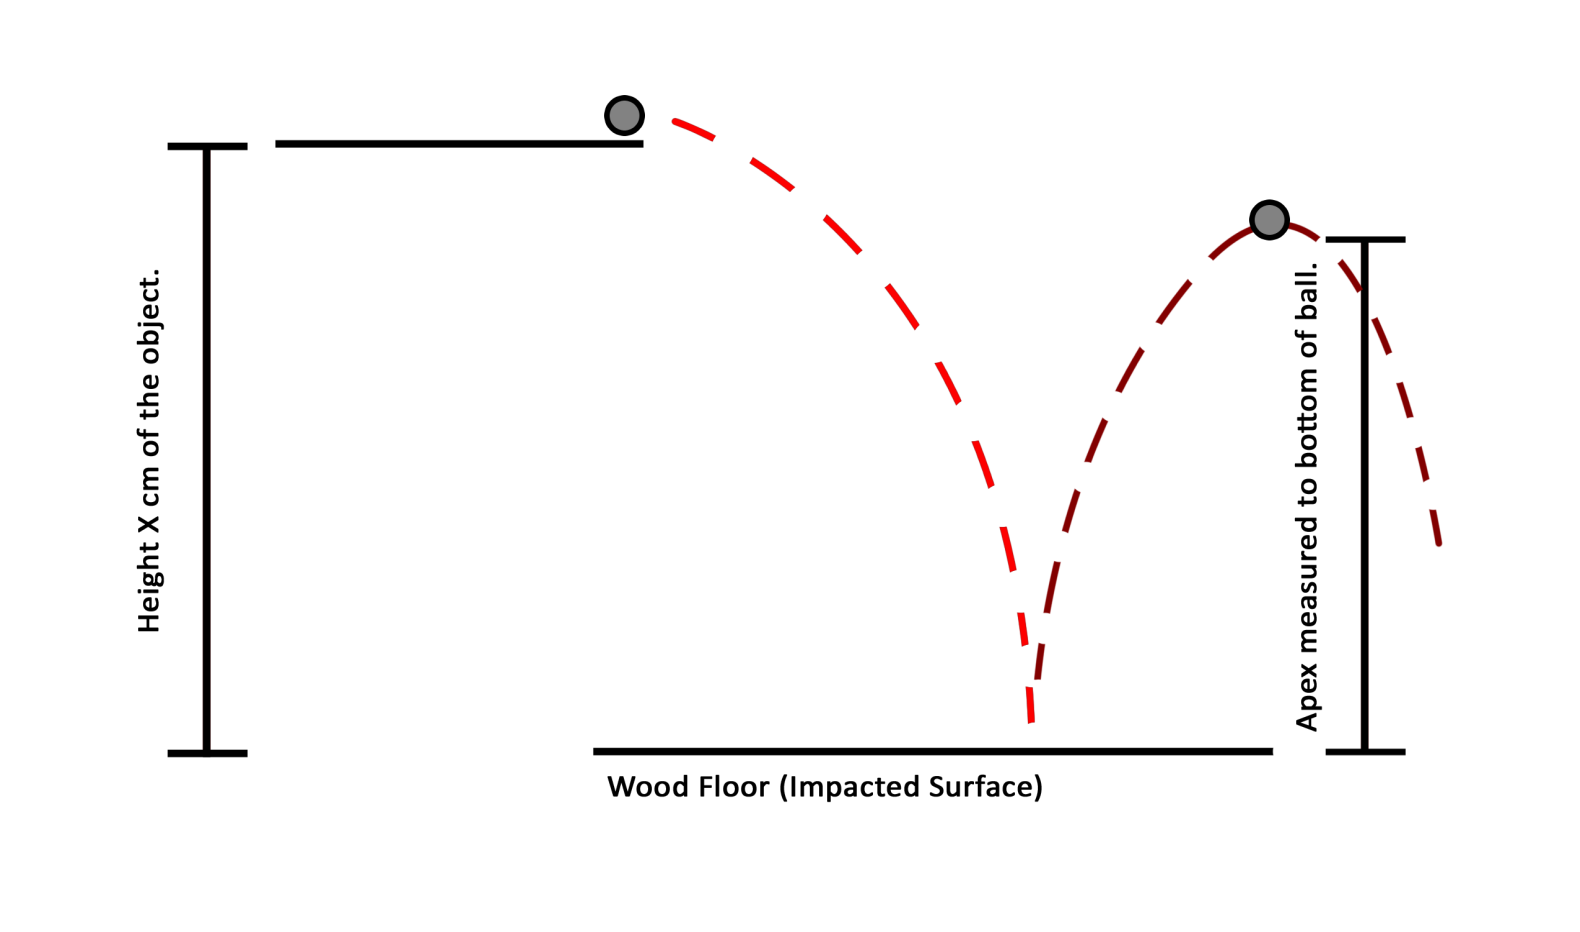 Height X cm of the object.
Apex measured to bottom of ball.
Wood Floor (Impacted Surface)